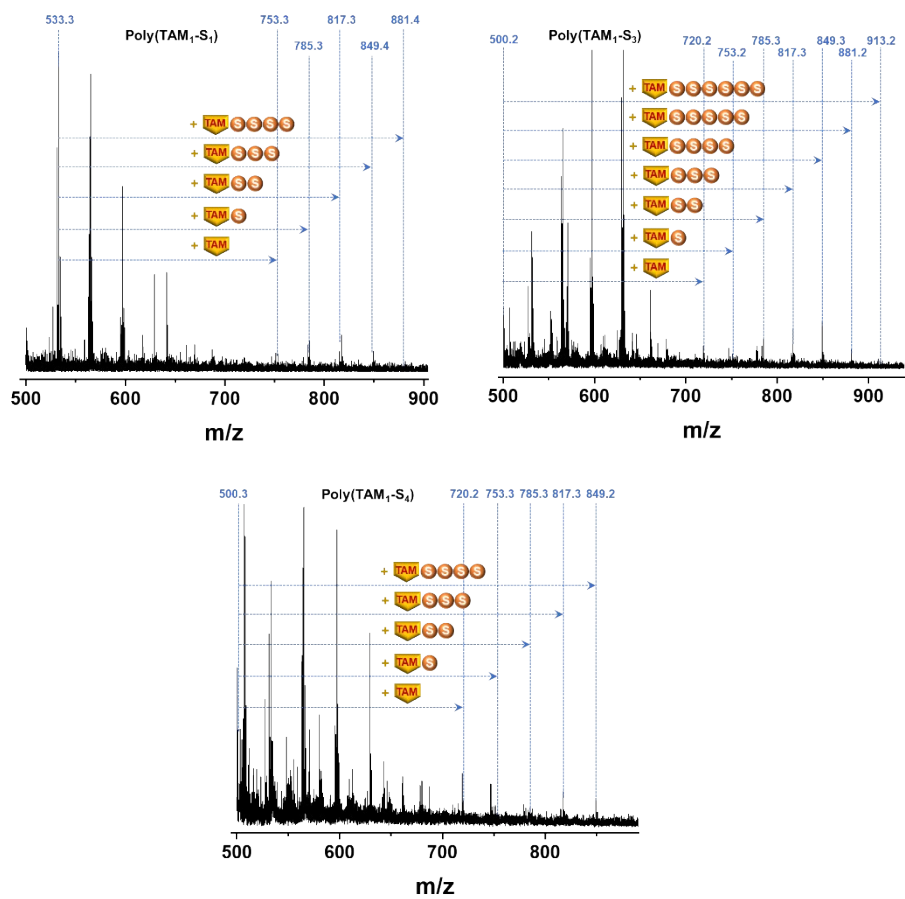 533.3 753.3 817.3 881.4
Poly(TAM₁-S₁)
785.3 849.4
+ TAM S S S S
+ TAM S S S
+ TAM S S
+ TAM S
+ TAM
500 600 700 800 900
m/z
785.3 849.3 913.2
500.2 Poly(TAM₁-S₃) 720.2 753.2 817.3 881.2
+ TAM S S S S S S
+ TAM S S S S S
+ TAM S S S S
+ TAM S S S
+ TAM S S
+ TAM S
+ TAM
500 600 700 800 900
m/z
500.3 Poly(TAM₁-S₄) 720.2 753.3 785.3 817.3 849.2
+ TAM S S S S
+ TAM S S S
+ TAM S S
+ TAM S
+ TAM
500 600 700 800
m/z